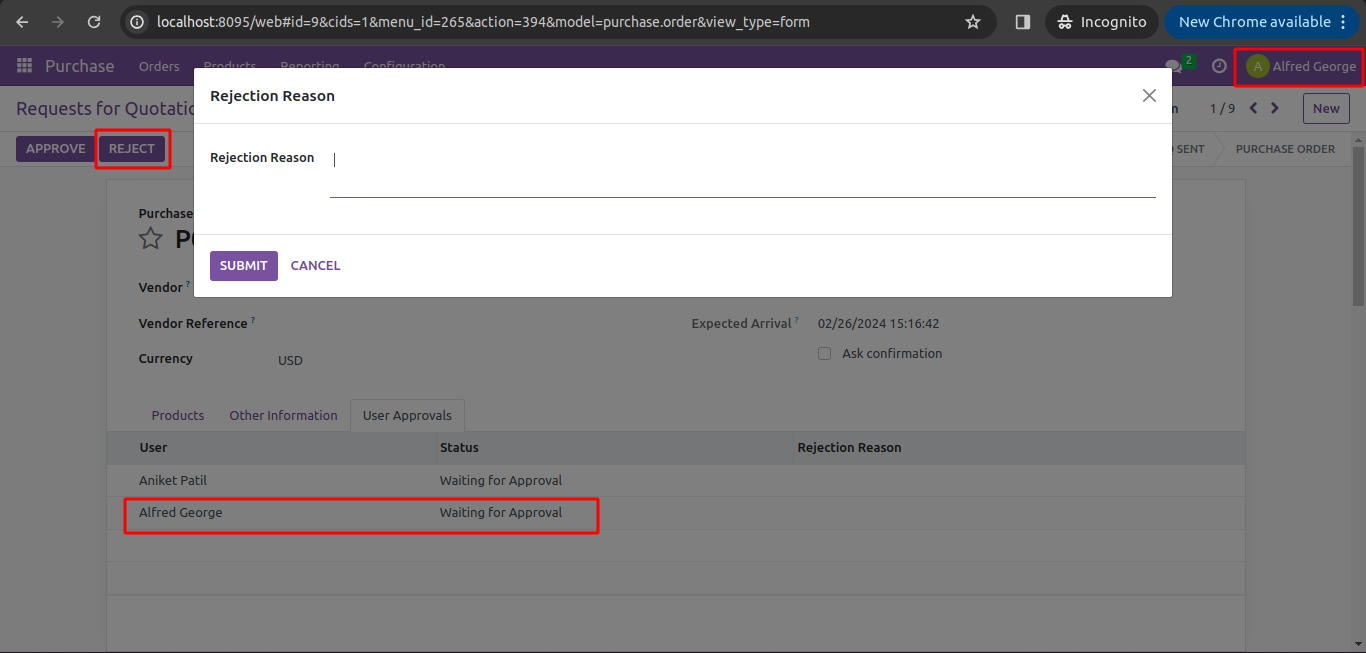 localhost:8095/web#id=9&cids=1&menu_id=265&action=394&model=purchase.order&view_type=form
Incognito
New Chrome available
Purchase Orders Products Reporting Configuration 2 A Alfred George
Requests for Quotatio
1 / 9 New
APPROVE REJECT SENT PURCHASE ORDER
Rejection Reason
Rejection Reason
SUBMIT CANCEL
Purchase
Vendor ?
Vendor Reference ? Expected Arrival ? 02/26/2024 15:16:42
Ask confirmation
Currency USD
Products Other Information User Approvals
User Status Rejection Reason
Aniket Patil Waiting for Approval
Alfred George Waiting for Approval